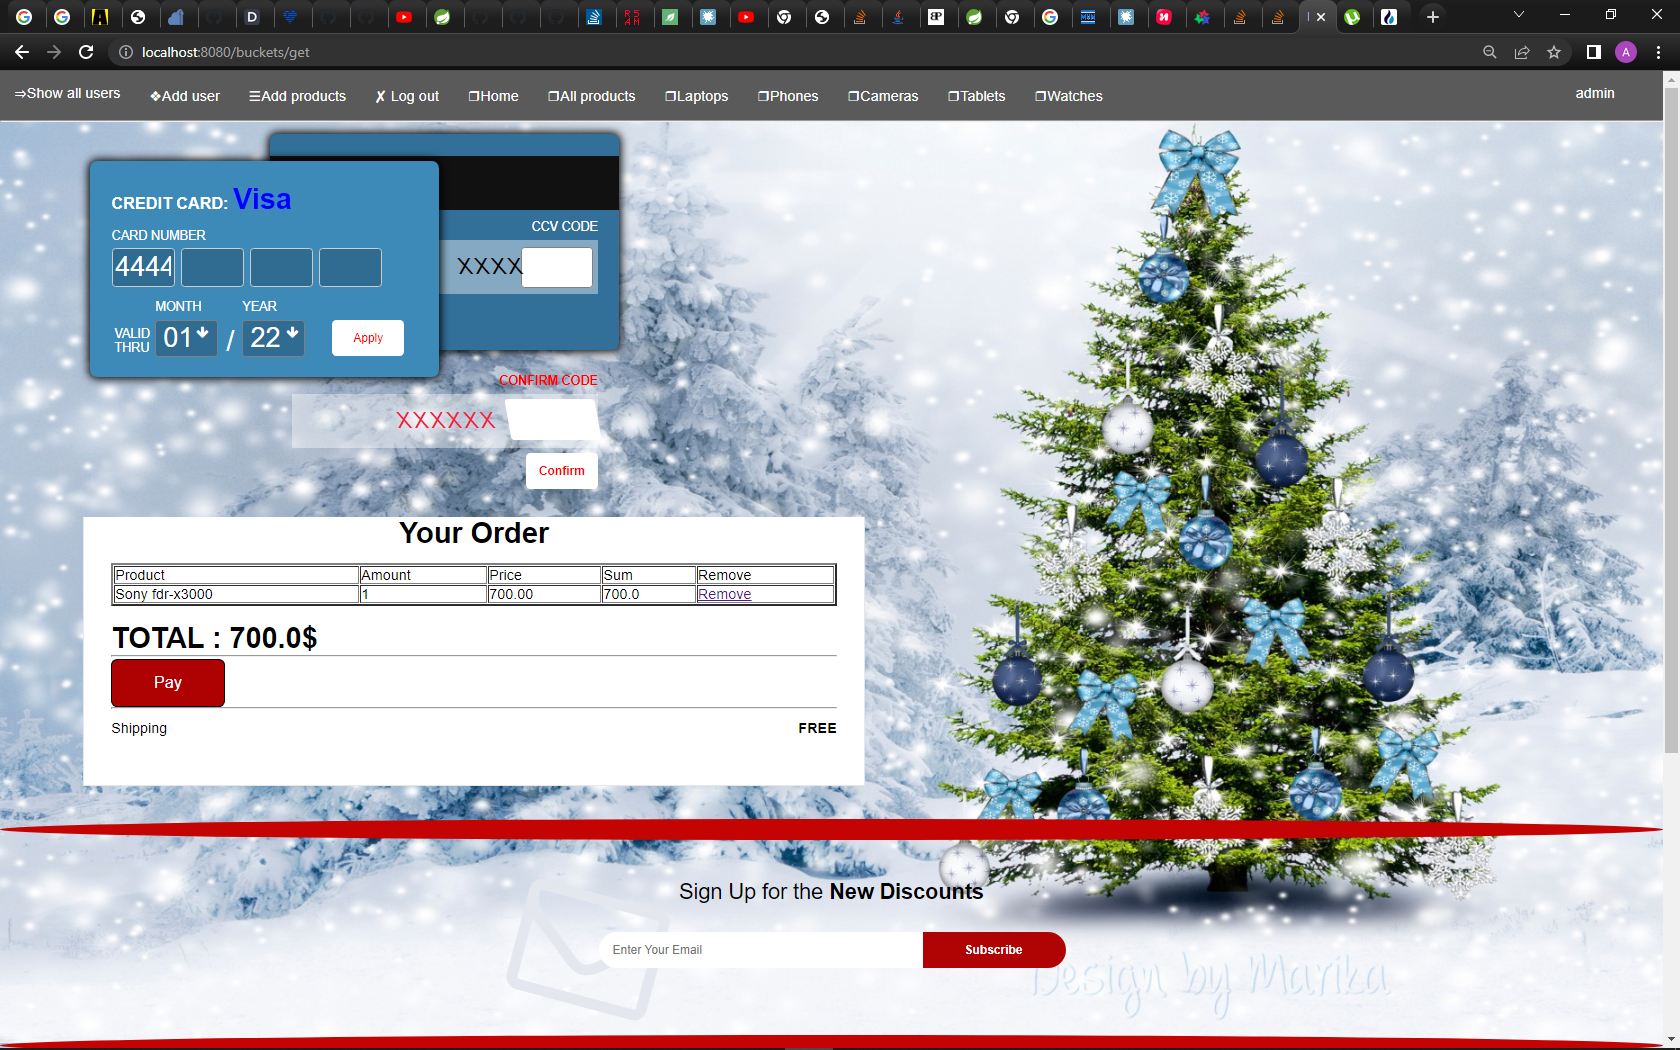 localhost:8080/buckets/get
A
⇒Show all users
❖Add user
☰Add products
✗ Log out
❐Home
❐All products
❐Laptops
❐Phones
❐Cameras
❐Tablets
❐Watches
admin
CREDIT CARD: Visa
CARD NUMBER
4444
MONTH YEAR
VALID THRU 01 / 22
Apply
CCV CODE
XXXX
CONFIRM CODE
XXXXXX
Confirm
Your Order
Product Amount Price Sum Remove
Sony fdr-x3000 1 700.00 700.0 Remove
TOTAL : 700.0$
Pay
Shipping FREE
Sign Up for the New Discounts
Enter Your Email Subscribe
Design by Marika